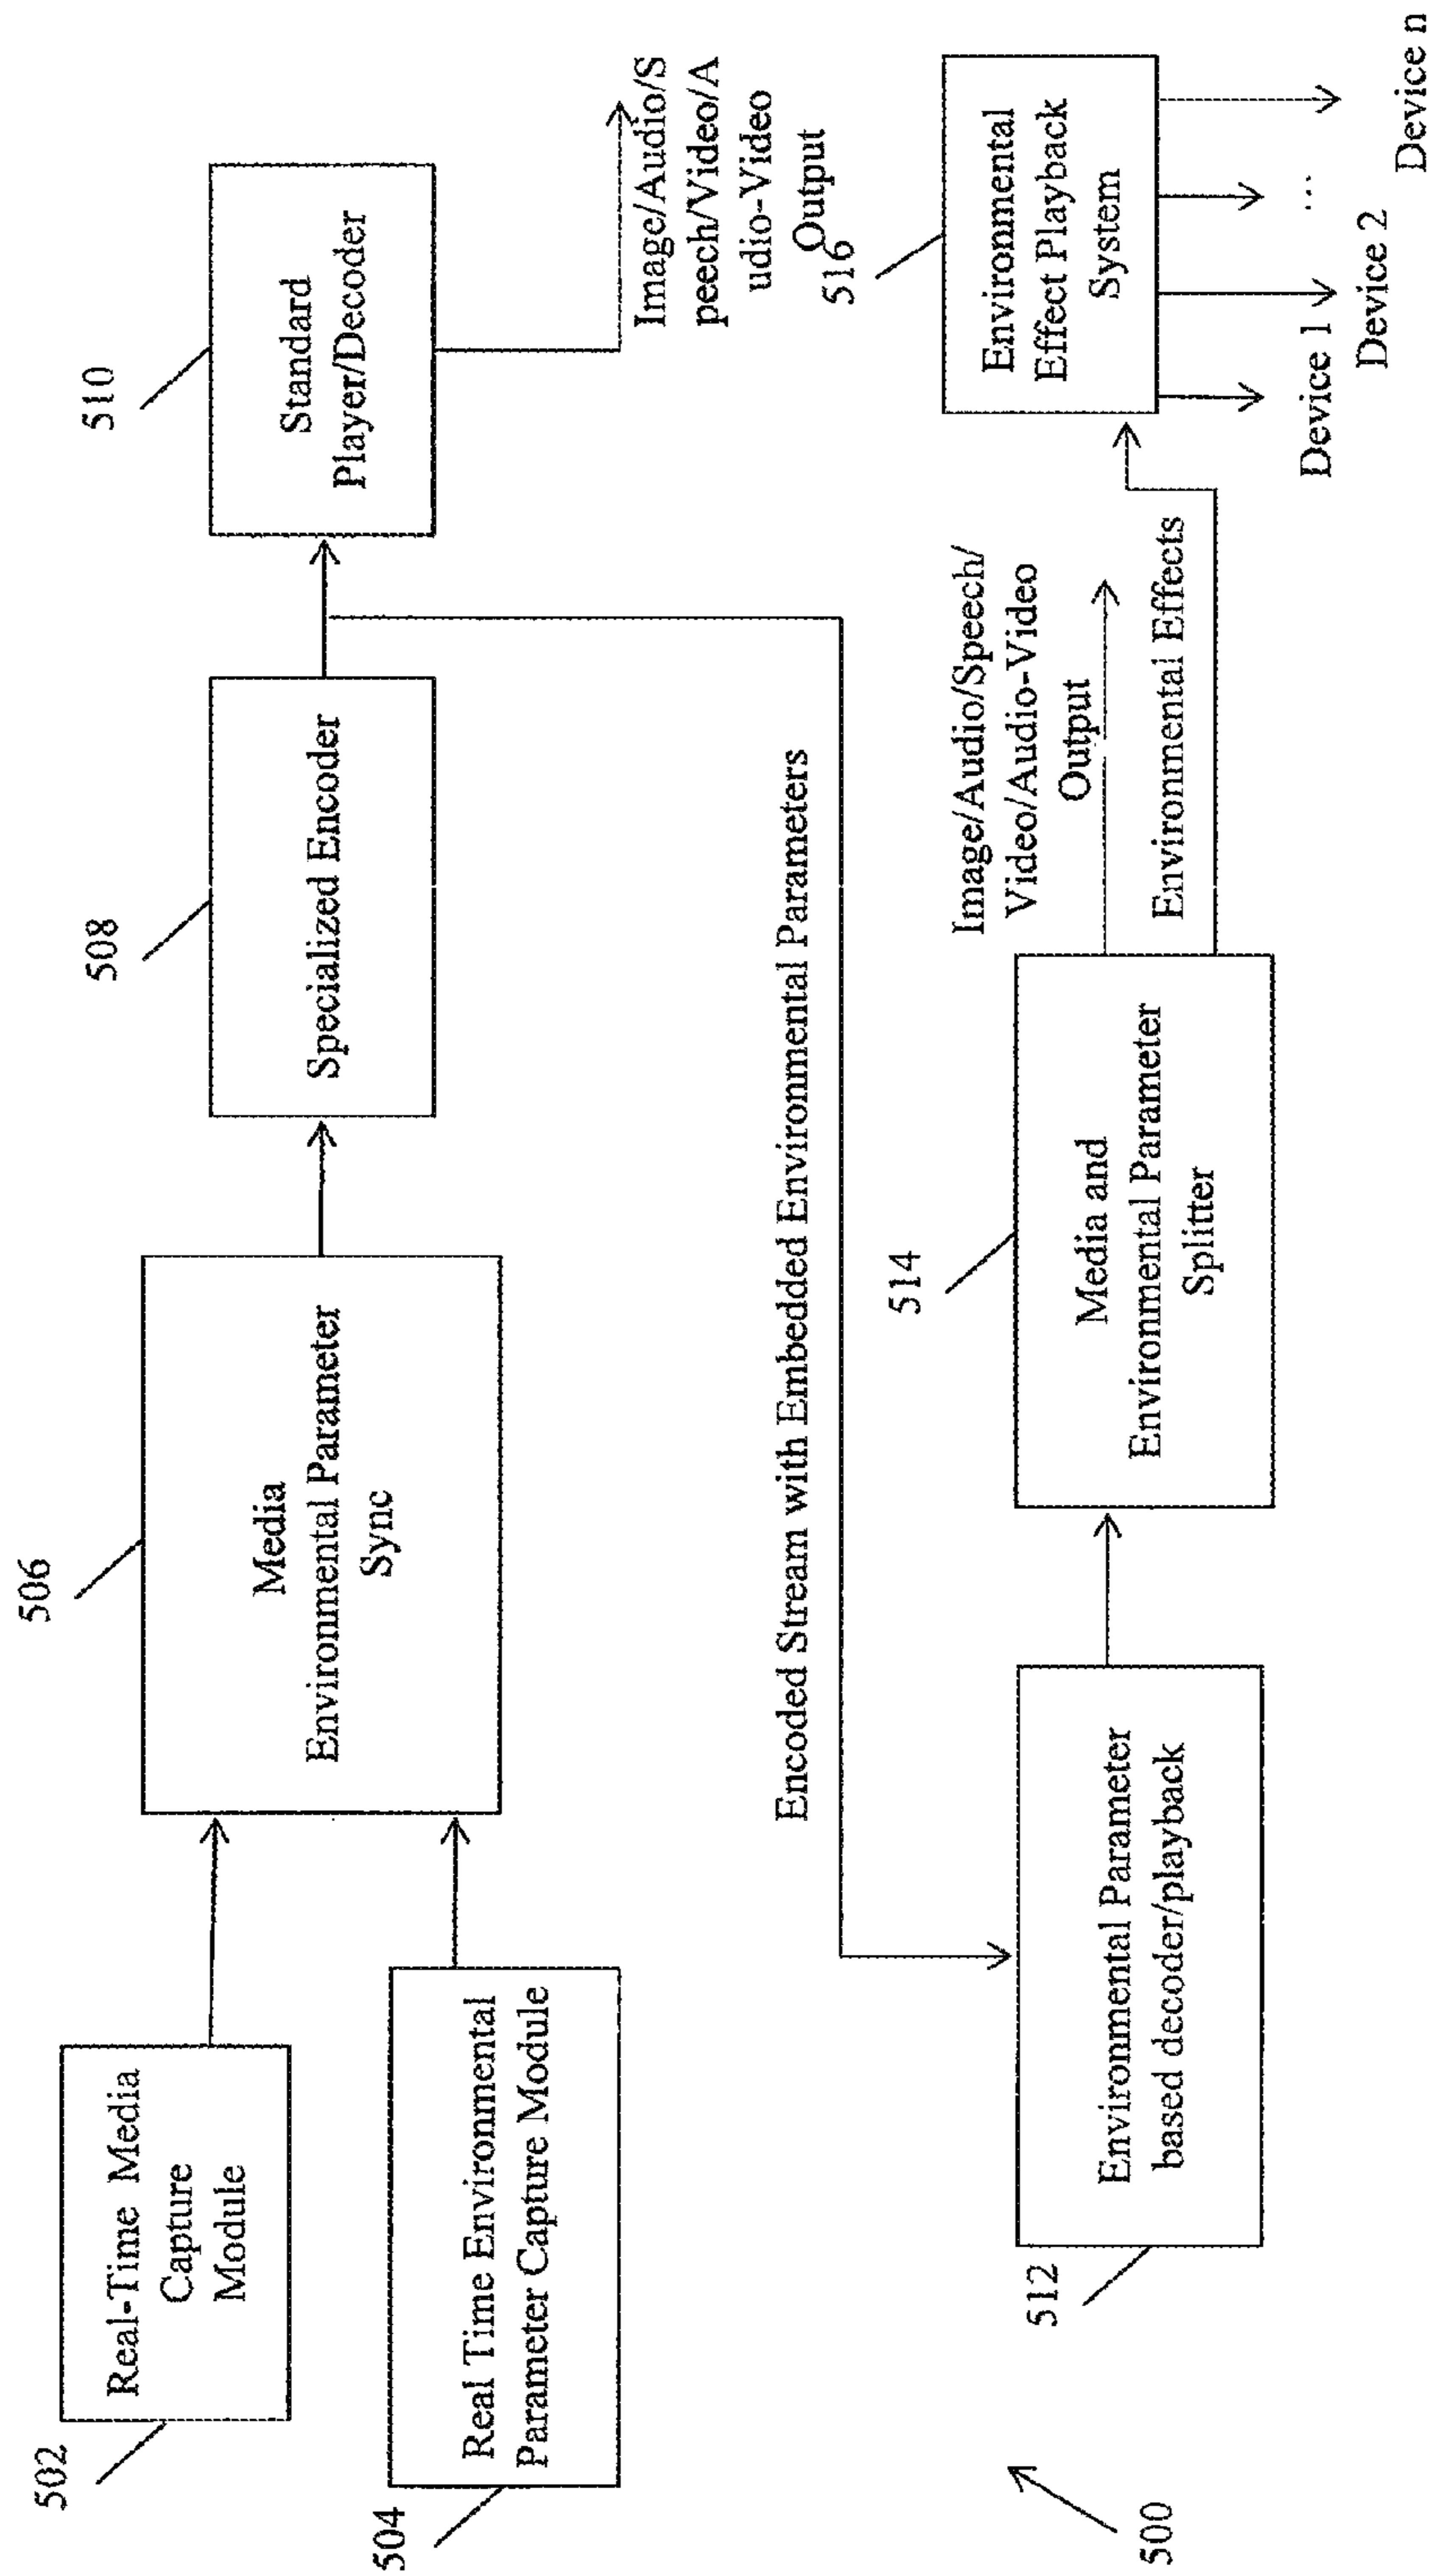 502
Real-Time Media
Capture
Module
504
Real Time Environmental
Parameter Capture Module
506
Media
Environmental Parameter
Sync
508
Specialized Encoder
510
Standard
Player/Decoder
Image/Audio/S
peech/Video/A
udio-Video
Output
Encoded Stream with Embedded Environmental Parameters
500
512
Environmental Parameter
based decoder/playback
514
Media and
Environmental Parameter
Splitter
Image/Audio/Speech/
Video/Audio-Video
Output
Environmental Effects
516
Environmental
Effect Playback
System
Device 1
Device 2
...
Device n